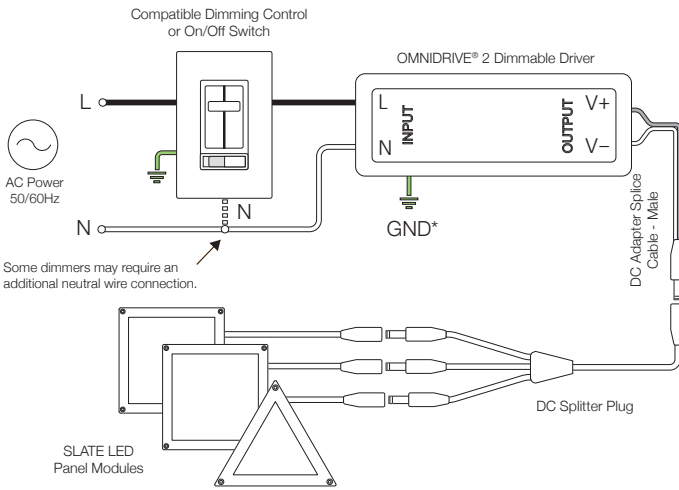 Compatible Dimming Control
or On/Off Switch
OMNIDRIVE® 2 Dimmable Driver
L
L
N
INPUT
OUTPUT
V+
V–
AC Power
50/60Hz
N
N
GND*
DC Adapter Splice
Cable - Male
Some dimmers may require an
additional neutral wire connection.
DC Splitter Plug
SLATE LED
Panel Modules